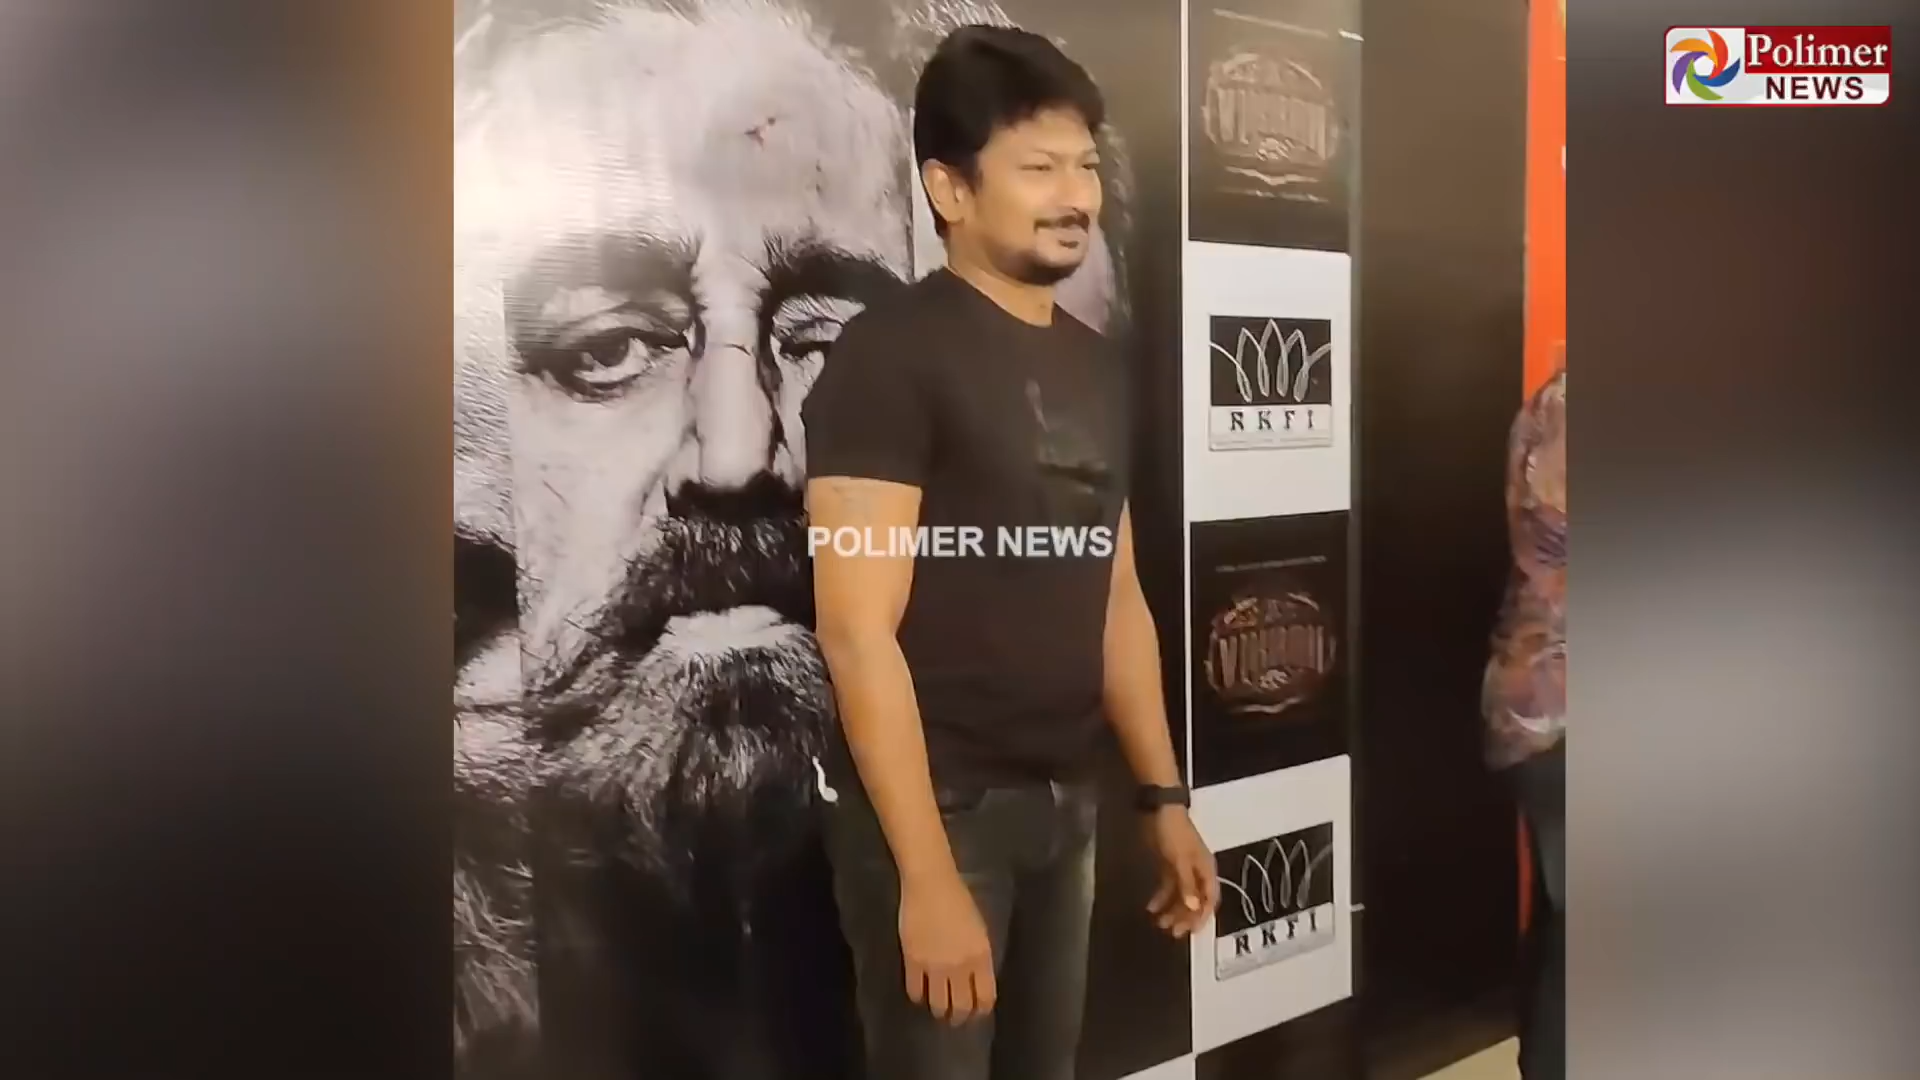 Polimer
NEWS
VIKRAM
RKFI
POLIMER NEWS
VIKRAM
RKFI